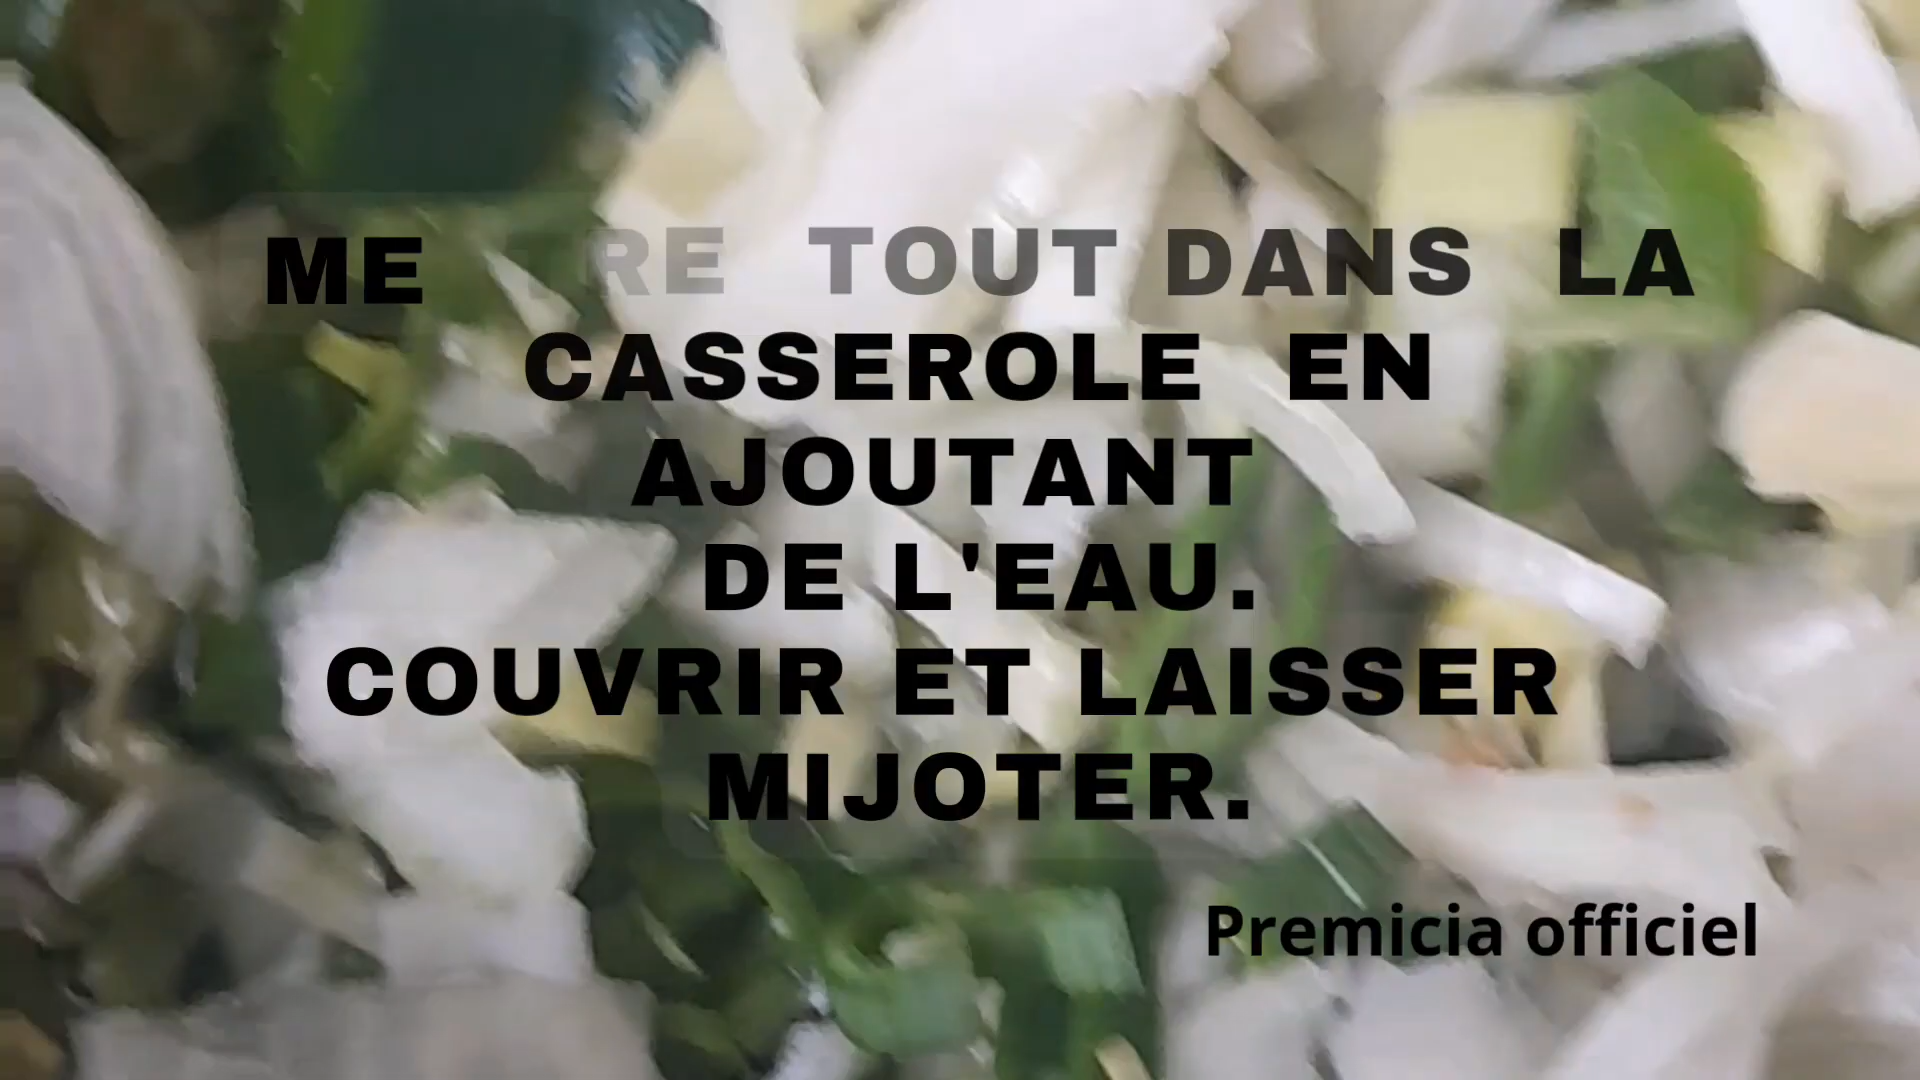 ME TRE TOUT DANS LA
CASSEROLE EN
AJOUTANT
DE L'EAU.
COUVRIR ET LAISSER
MIJOTER.
Premicia officiel